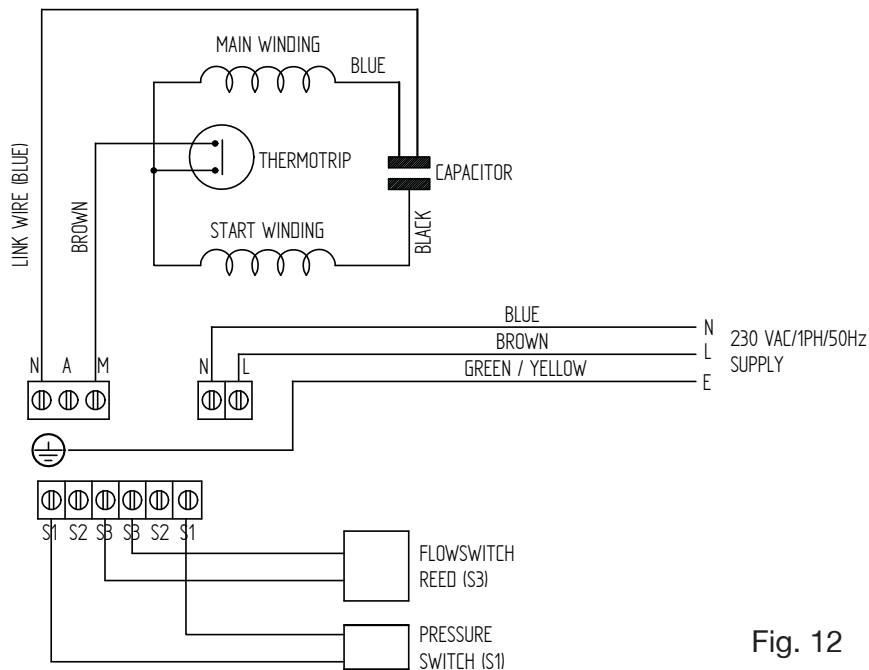 MAIN WINDING
BLUE
THERMOTRIP
CAPACITOR
LINK WIRE (BLUE)
BROWN
START WINDING
BLACK
BLUE
N
BROWN
L
230 VAC/1PH/50Hz
SUPPLY
GREEN / YELLOW
E
N A M
N L
S1 S2 S3 S3 S2 S1
FLOWSWITCH
REED (S3)
PRESSURE
SWITCH (S1)
Fig. 12